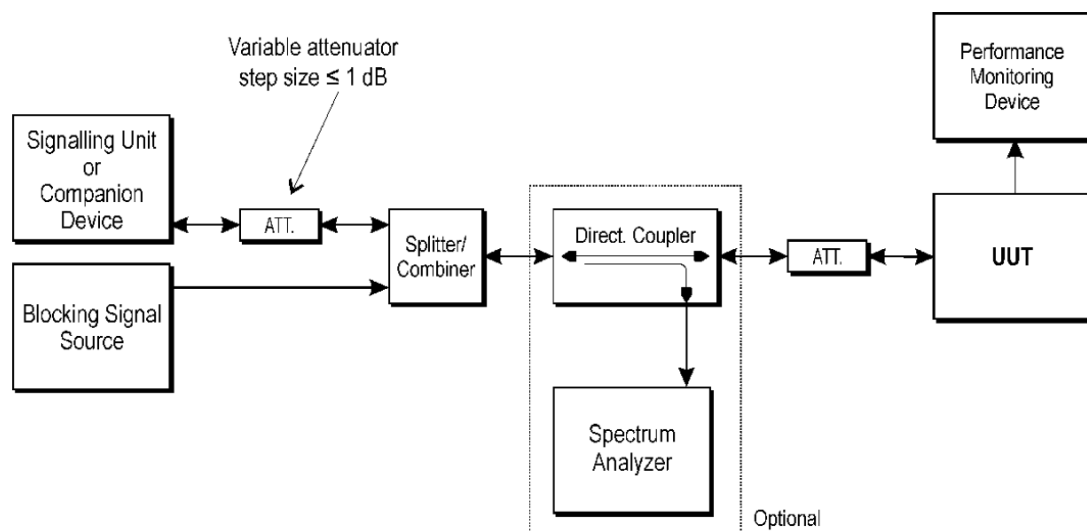 Variable attenuator
step size ≤ 1 dB
Performance
Monitoring
Device
Signalling Unit
or
Companion
Device
ATT.
Splitter/
Combiner
Direct. Coupler
ATT.
UUT
Blocking Signal
Source
Spectrum
Analyzer
Optional